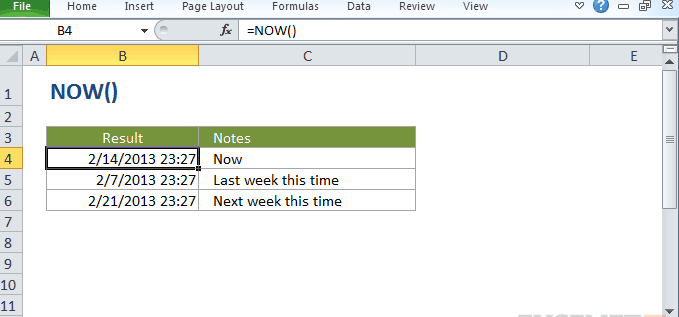 File Home Insert Page Layout Formulas Data Review View
B4 fx =NOW()
A B C D E
1 NOW()
2
3 Result Notes
4 2/14/2013 23:27 Now
5 2/7/2013 23:27 Last week this time
6 2/21/2013 23:27 Next week this time
7
8
9
10
11